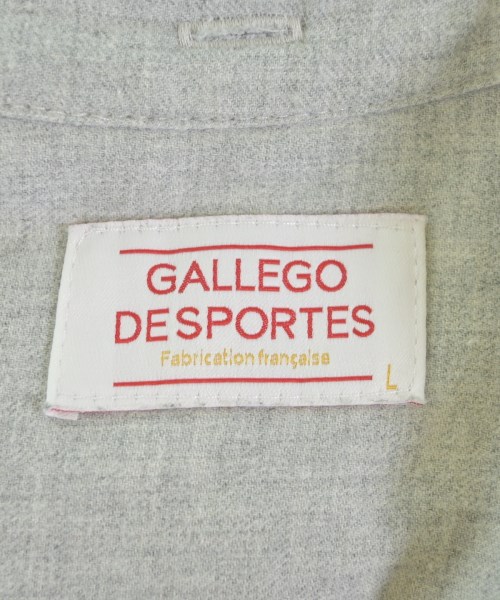 GALLEGO
DESPORTES
Fabrication française
L